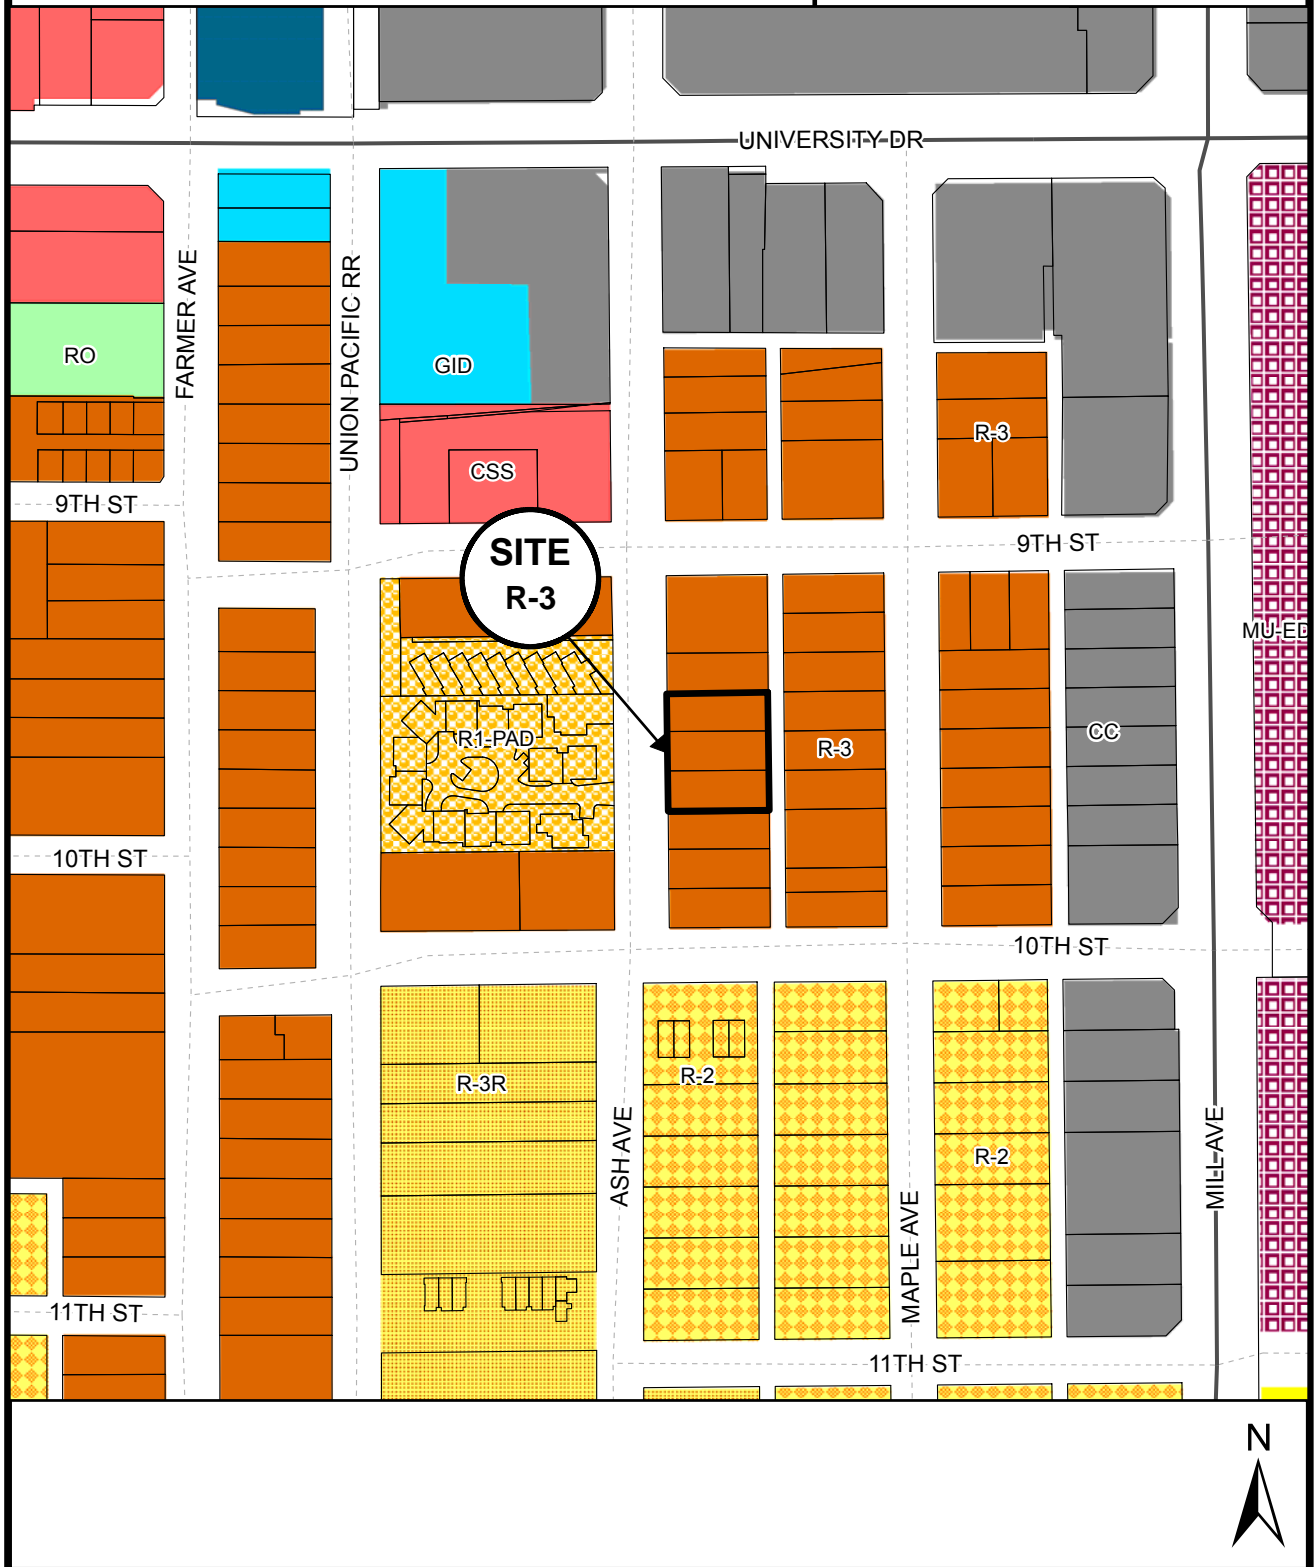 UNIVERSITY DR
FARMER AVE
UNION PACIFIC RR
RO
GID
CSS
R-3
9TH ST
9TH ST
SITE
R-3
MU-ED
R1-PAD
R-3
CC
10TH ST
10TH ST
R-3R
R-2
ASH AVE
R-2
MILL AVE
MAPLE AVE
11TH ST
11TH ST
N